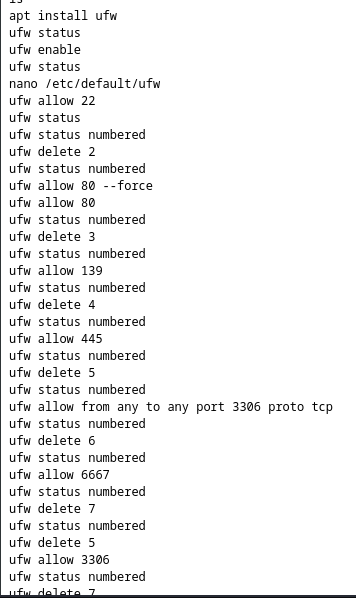 ls
apt install ufw
ufw status
ufw enable
ufw status
nano /etc/default/ufw
ufw allow 22
ufw status
ufw status numbered
ufw delete 2
ufw status numbered
ufw allow 80 --force
ufw allow 80
ufw status numbered
ufw delete 3
ufw status numbered
ufw allow 139
ufw status numbered
ufw delete 4
ufw status numbered
ufw allow 445
ufw status numbered
ufw delete 5
ufw status numbered
ufw allow from any to any port 3306 proto tcp
ufw status numbered
ufw delete 6
ufw status numbered
ufw allow 6667
ufw status numbered
ufw delete 7
ufw status numbered
ufw delete 5
ufw allow 3306
ufw status numbered
ufw delete 7